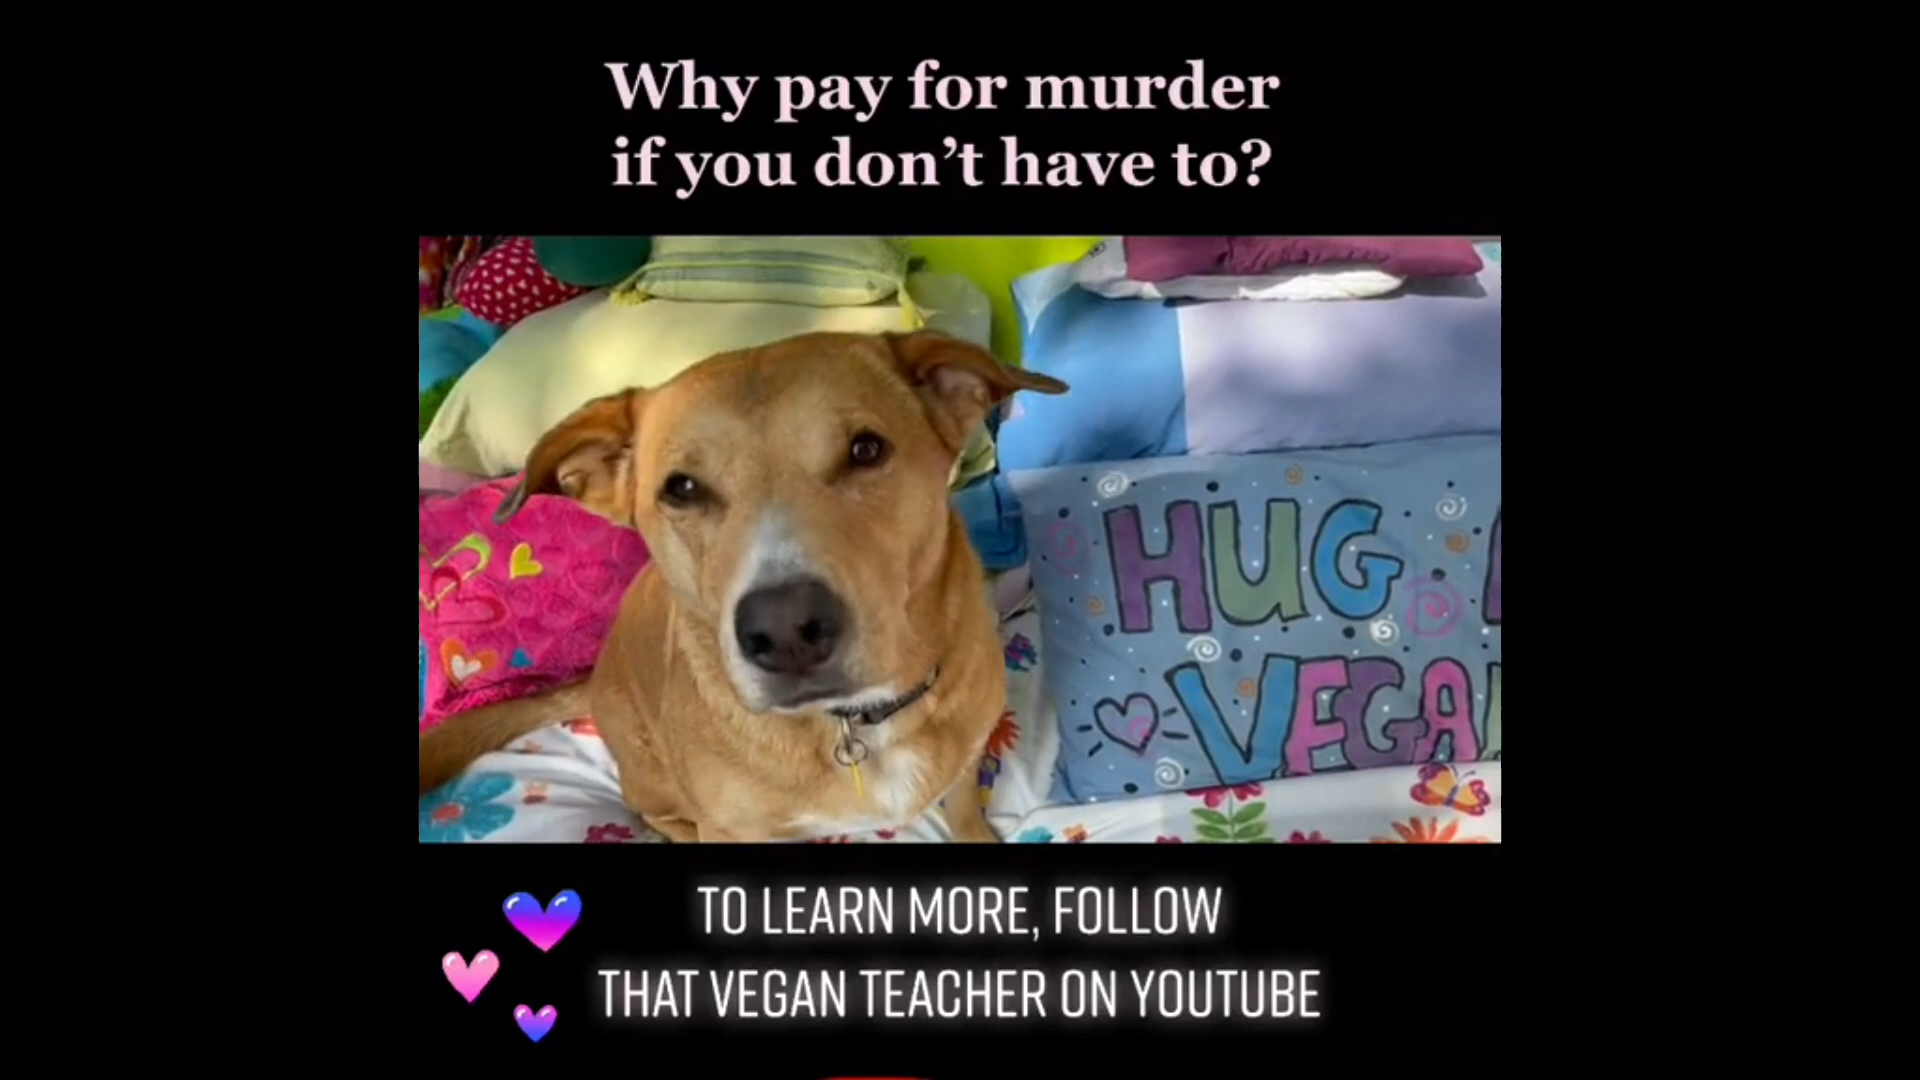 Why pay for murder
if you don't have to?
HUG
VEGAN
TO LEARN MORE, FOLLOW
THAT VEGAN TEACHER ON YOUTUBE